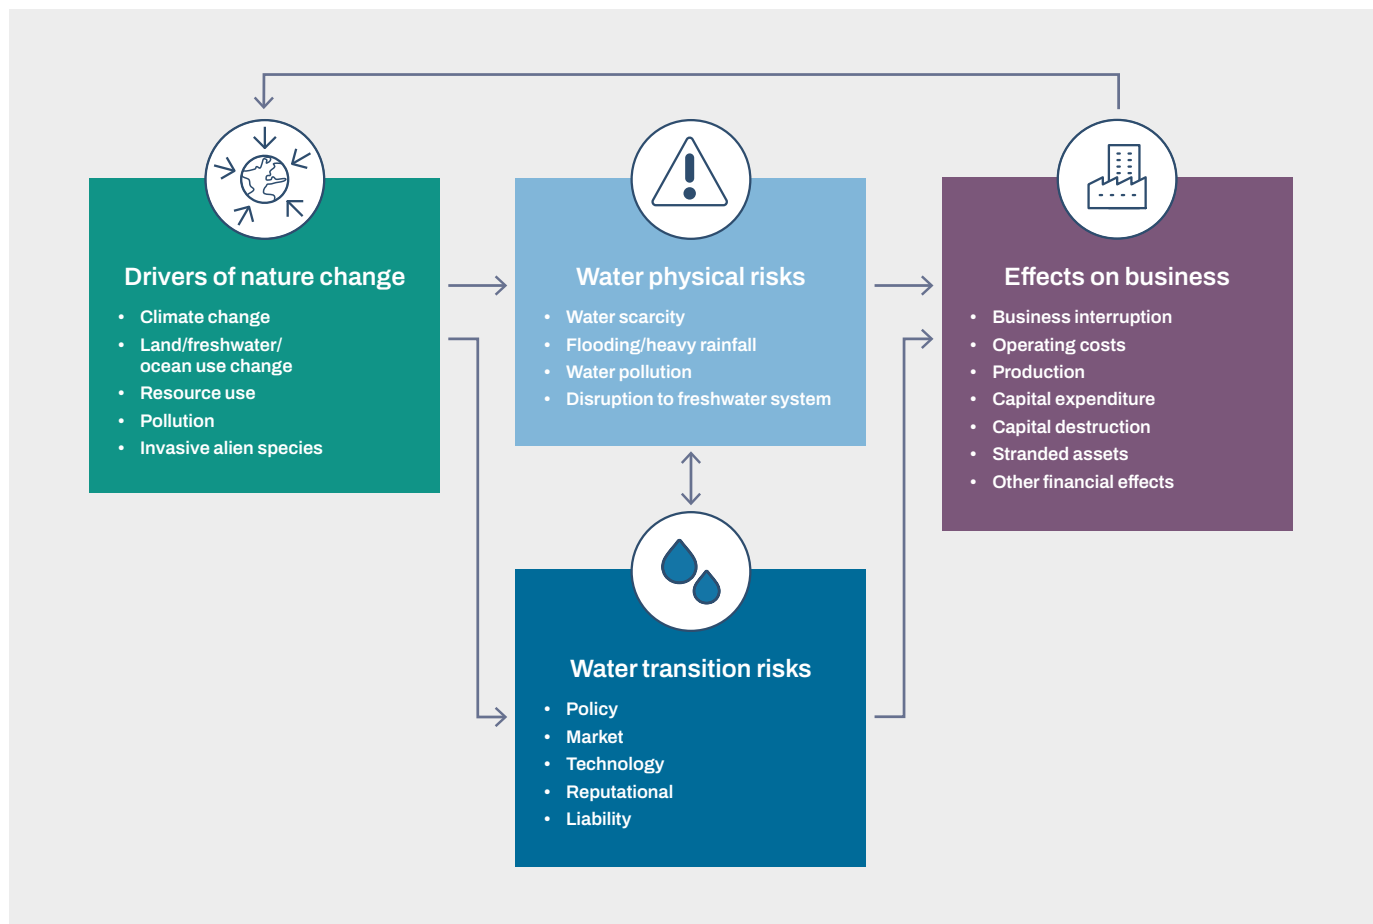 Drivers of nature change
• Climate change
• Land/freshwater/
ocean use change
• Resource use
• Pollution
• Invasive alien species
Water physical risks
• Water scarcity
• Flooding/heavy rainfall
• Water pollution
• Disruption to freshwater system
Effects on business
• Business interruption
• Operating costs
• Production
• Capital expenditure
• Capital destruction
• Stranded assets
• Other financial effects
Water transition risks
• Policy
• Market
• Technology
• Reputational
• Liability